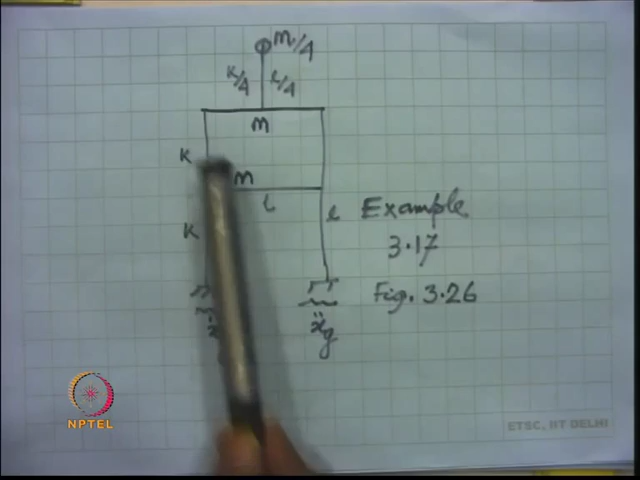 m/4
k/4 l/4
m
k
m
l
k
l
Example
3.17
Fig. 3.26
ẍg
NPTEL
ETSC, IIT DELHI